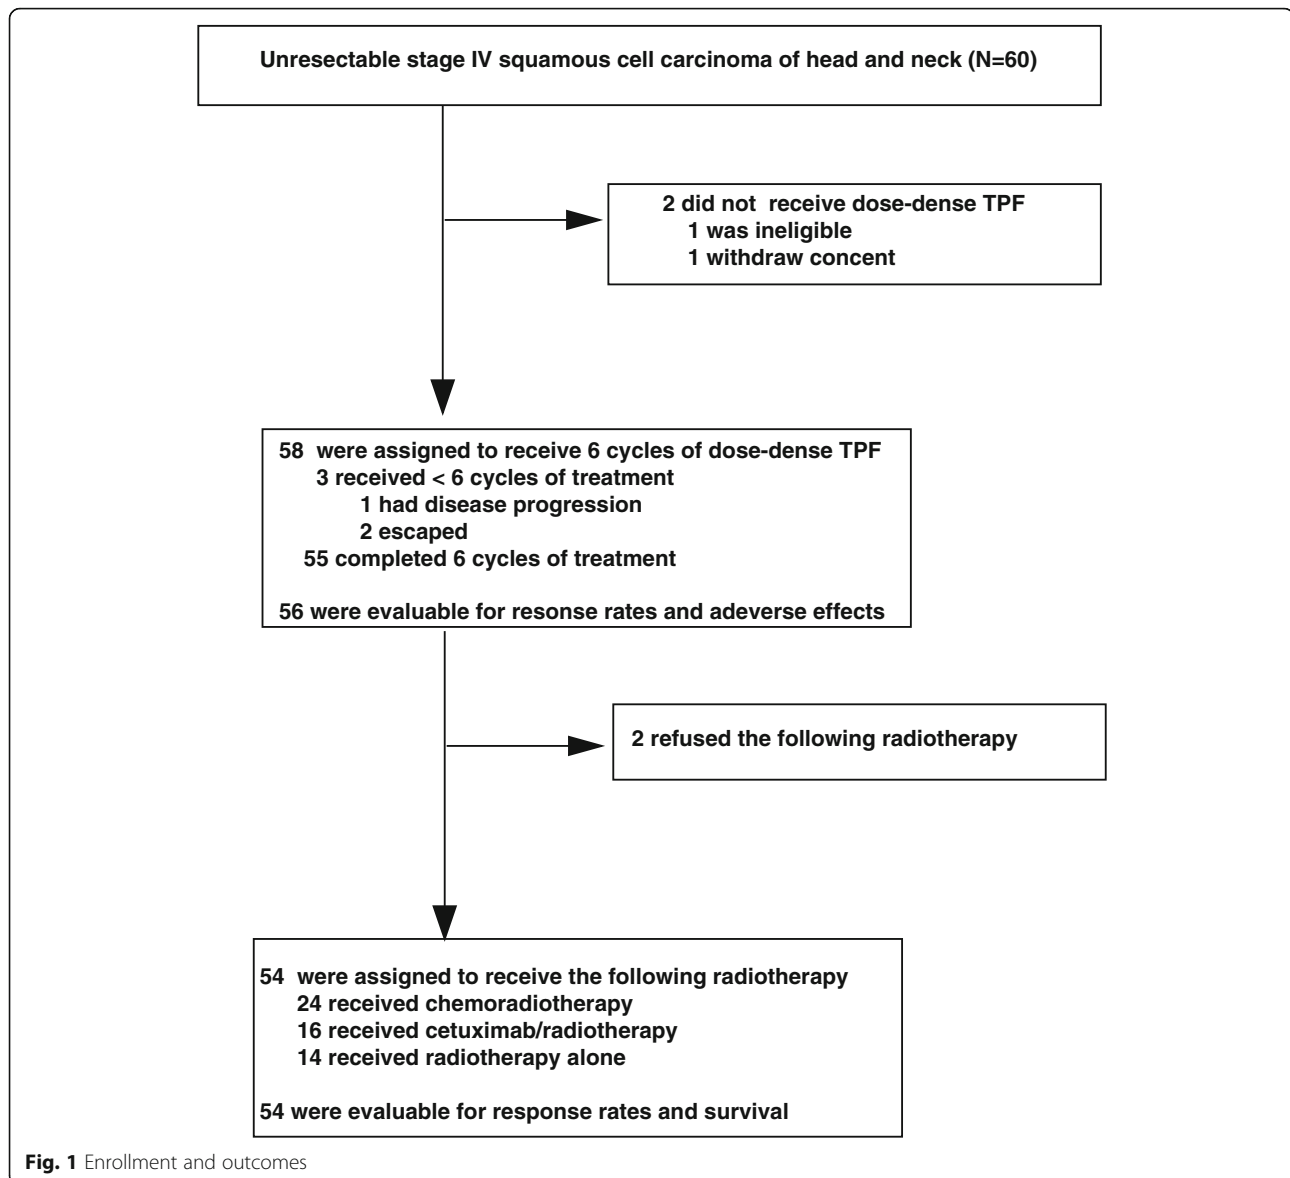 Unresectable stage IV squamous cell carcinoma of head and neck (N=60)
2 did not receive dose-dense TPF
1 was ineligible
1 withdraw concent
58 were assigned to receive 6 cycles of dose-dense TPF
3 received < 6 cycles of treatment
1 had disease progression
2 escaped
55 completed 6 cycles of treatment
56 were evaluable for resonse rates and adeverse effects
2 refused the following radiotherapy
54 were assigned to receive the following radiotherapy
24 received chemoradiotherapy
16 received cetuximab/radiotherapy
14 received radiotherapy alone
54 were evaluable for response rates and survival
Fig. 1 Enrollment and outcomes